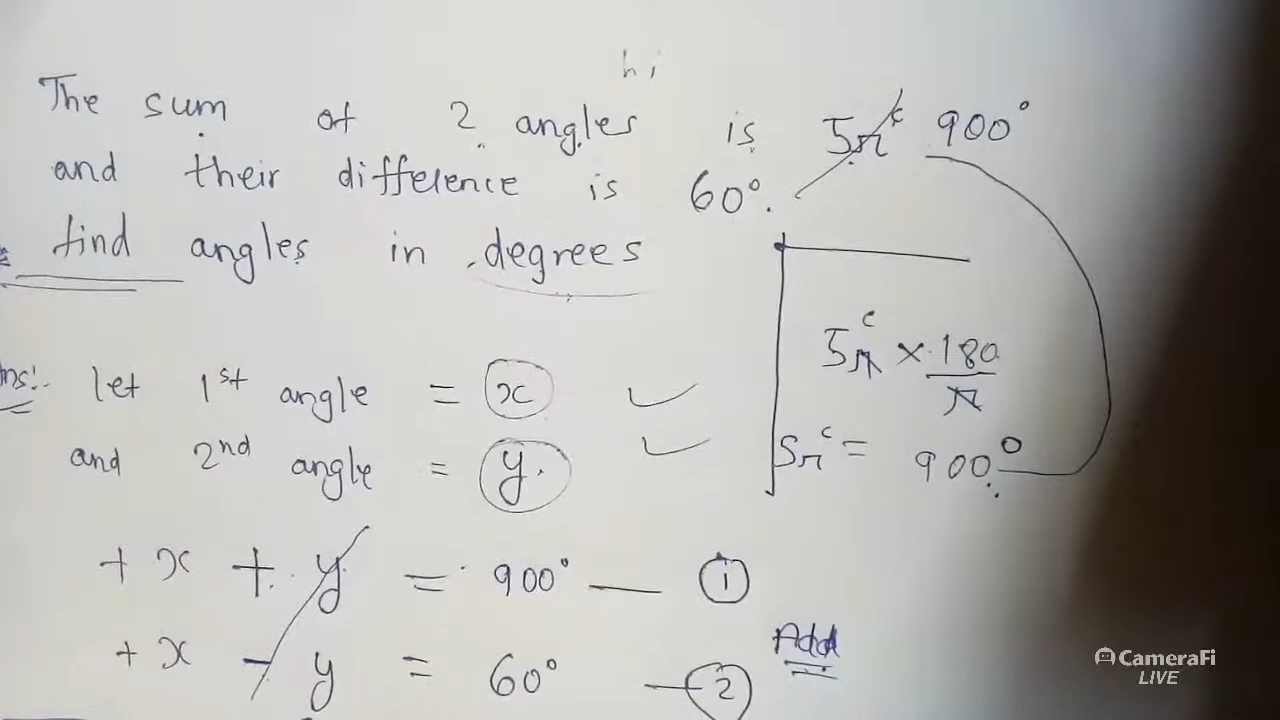 hi
The sum of 2 angles is 5π^c 900°
and their difference is 60°.
find angles in degrees
5π^c × 180/π
5π^c = 900°
Ans:- let 1st angle = x
and 2nd angle = y.
+ x + y = 900° — ①
+ x - y = 60° — ②
Add
CameraFi
LIVE